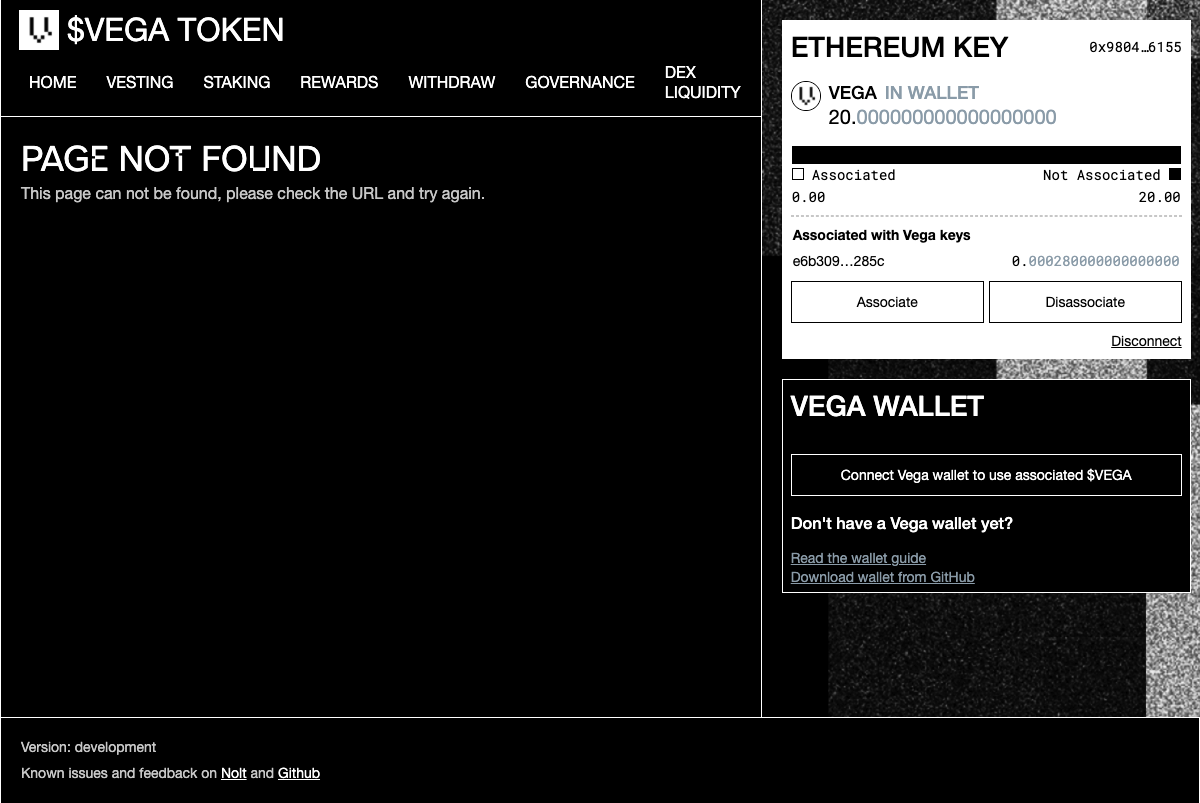 $VEGA TOKEN
HOME VESTING STAKING REWARDS WITHDRAW GOVERNANCE DEX LIQUIDITY
PAGE NOT FOUND
This page can not be found, please check the URL and try again.
ETHEREUM KEY 0x9804…6155
VEGA IN WALLET
20.000000000000000000
Associated Not Associated
0.00 20.00
Associated with Vega keys
e6b309…285c 0.000280000000000000
Associate Disassociate
Disconnect
VEGA WALLET
Connect Vega wallet to use associated $VEGA
Don't have a Vega wallet yet?
Read the wallet guide
Download wallet from GitHub
Version: development
Known issues and feedback on Nolt and Github